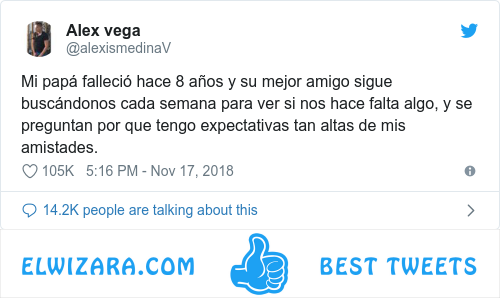 Alex vega
@alexismedinaV
Mi papá falleció hace 8 años y su mejor amigo sigue
buscándonos cada semana para ver si nos hace falta algo, y se
preguntan por que tengo expectativas tan altas de mis
amistades.
105K 5:16 PM - Nov 17, 2018
14.2K people are talking about this
ELWIZARA.COM BEST TWEETS